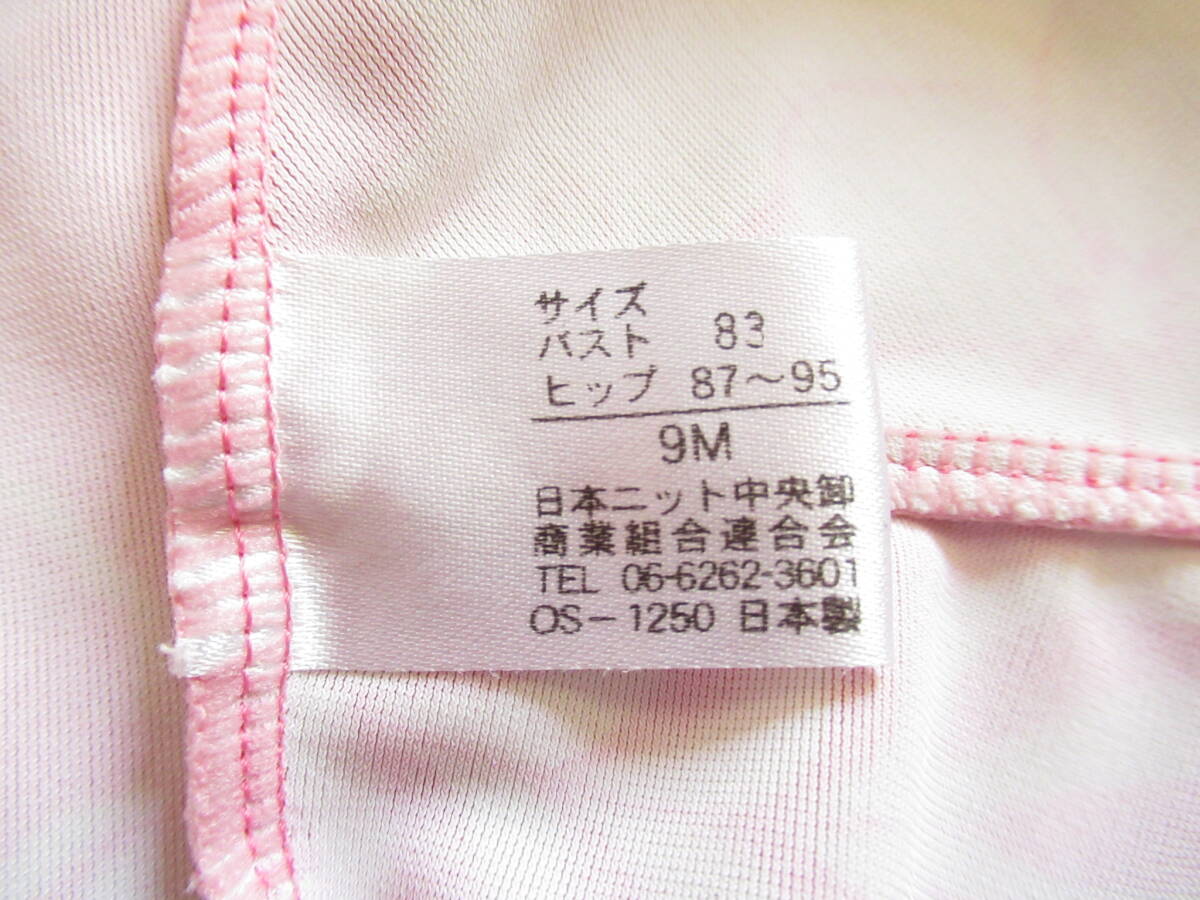 サイズ
バスト 83
ヒップ 87～95
9M
日本ニット中央卸
商業組合連合会
TEL 06-6262-3601
OS-1250 日本製